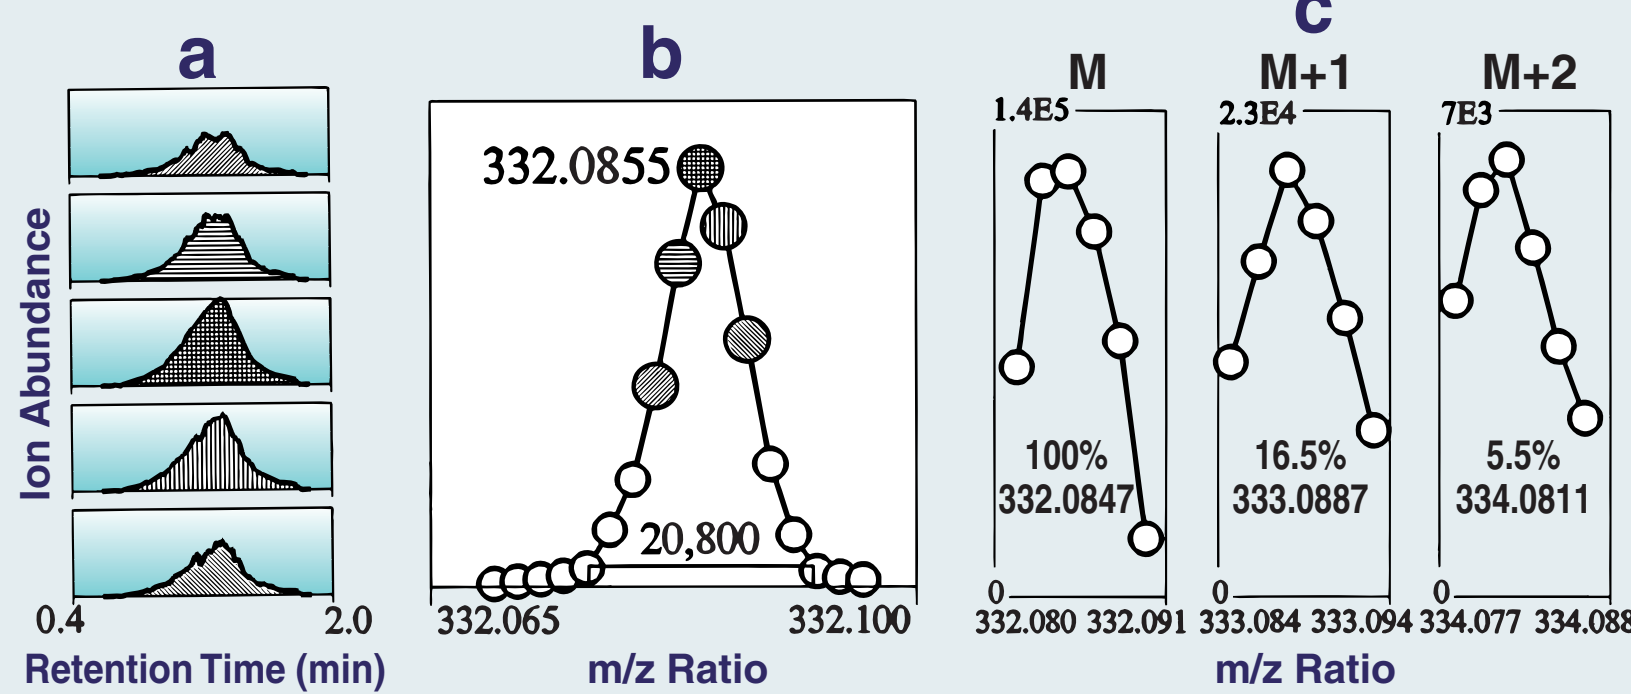 a
Ion Abundance
0.4
2.0
Retention Time (min)
b
332.0855
20,800
332.065
332.100
m/z Ratio
c
M
1.4E5
100%
332.0847
0
332.080
332.091
M+1
2.3E4
16.5%
333.0887
0
333.084
333.094
M+2
7E3
5.5%
334.0811
0
334.077
334.088
m/z Ratio